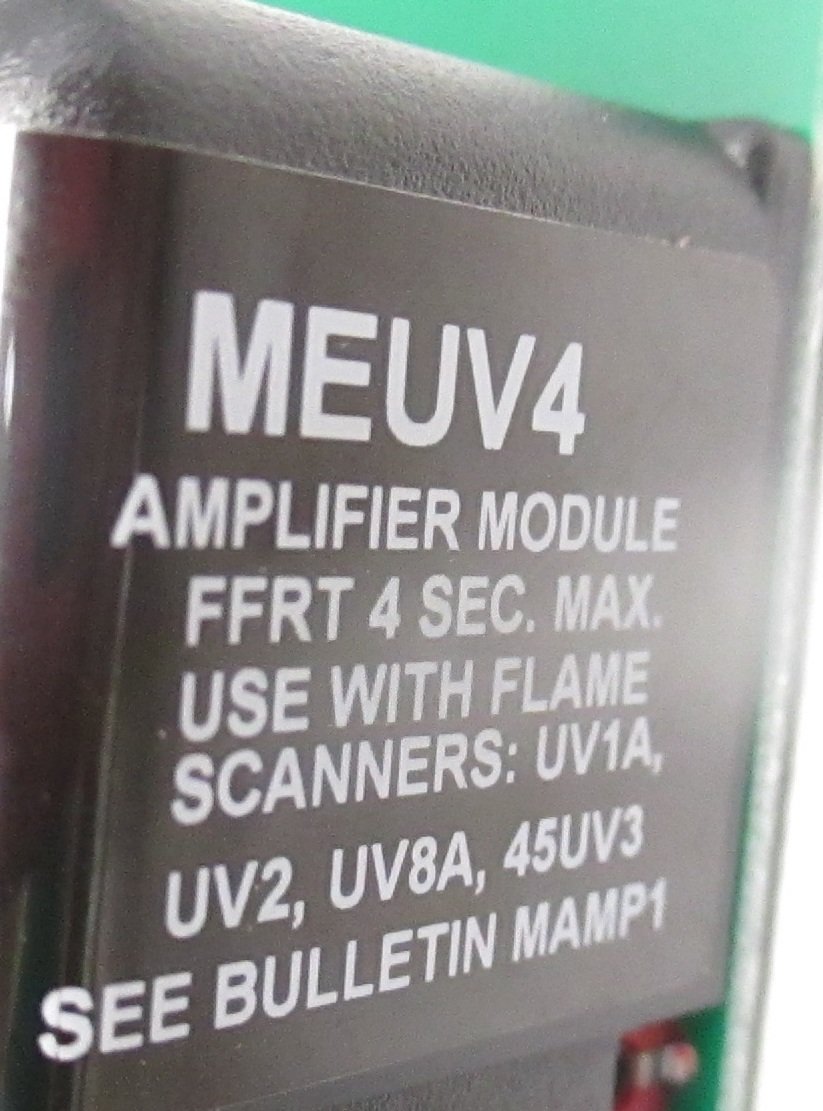 MEUV4
AMPLIFIER MODULE
FFRT 4 SEC. MAX.
USE WITH FLAME
SCANNERS: UV1A,
UV2, UV8A, 45UV3
SEE BULLETIN MAMP1